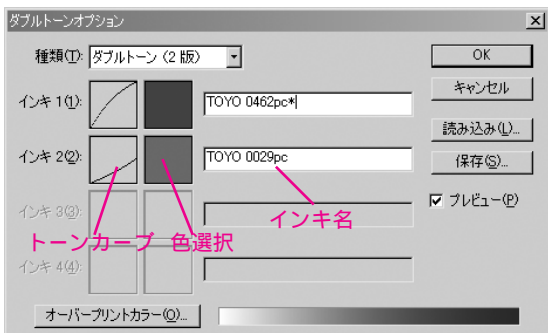 ダブルトーンオプション
種類(T): ダブルトーン (2 版)
OK
インキ 1(1):
TOYO 0462pc*
キャンセル
読み込み(L)...
インキ 2(2):
TOYO 0029pc
保存(S)...
プレビュー(P)
インキ 3(3):
インキ名
トーンカーブ 色選択
インキ 4(4):
オーバープリントカラー(O)...